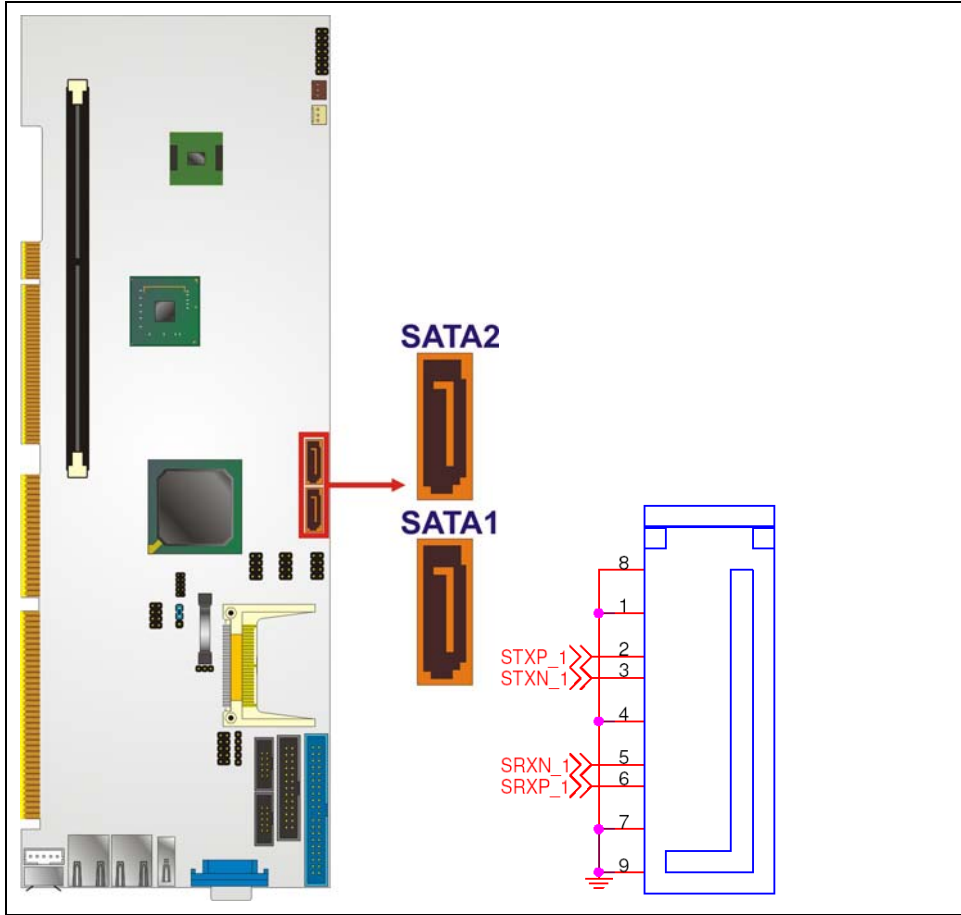 SATA2
SATA1
8
1
STXP_1 2
STXN_1 3
4
SRXN_1 5
SRXP_1 6
7
9